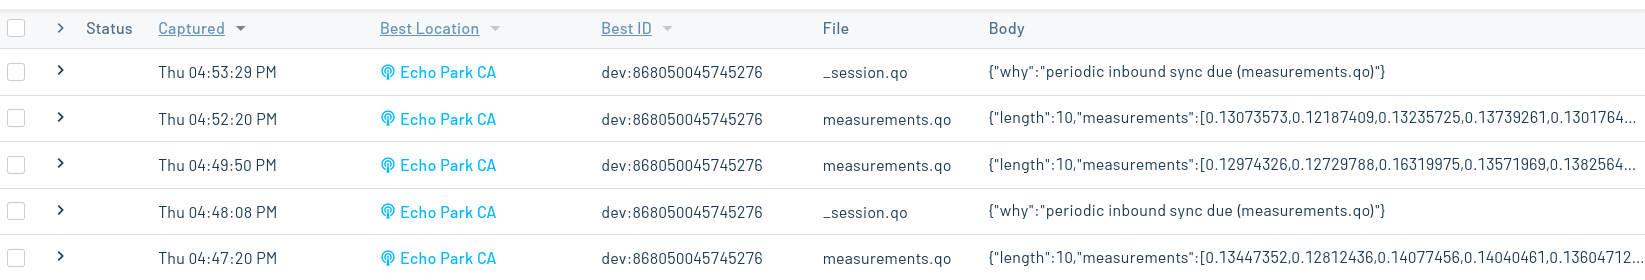 Status Captured Best Location Best ID File Body
Thu 04:53:29 PM Echo Park CA dev:868050045745276 _session.qo {"why":"periodic inbound sync due (measurements.qo)"}
Thu 04:52:20 PM Echo Park CA dev:868050045745276 measurements.qo {"length":10,"measurements":[0.13073573,0.12187409,0.13235725,0.13739261,0.1301764...
Thu 04:49:50 PM Echo Park CA dev:868050045745276 measurements.qo {"length":10,"measurements":[0.12974326,0.12729788,0.16319975,0.13571969,0.1382564...
Thu 04:48:08 PM Echo Park CA dev:868050045745276 _session.qo {"why":"periodic inbound sync due (measurements.qo)"}
Thu 04:47:20 PM Echo Park CA dev:868050045745276 measurements.qo {"length":10,"measurements":[0.13447352,0.12812436,0.14077456,0.14040461,0.13604712...